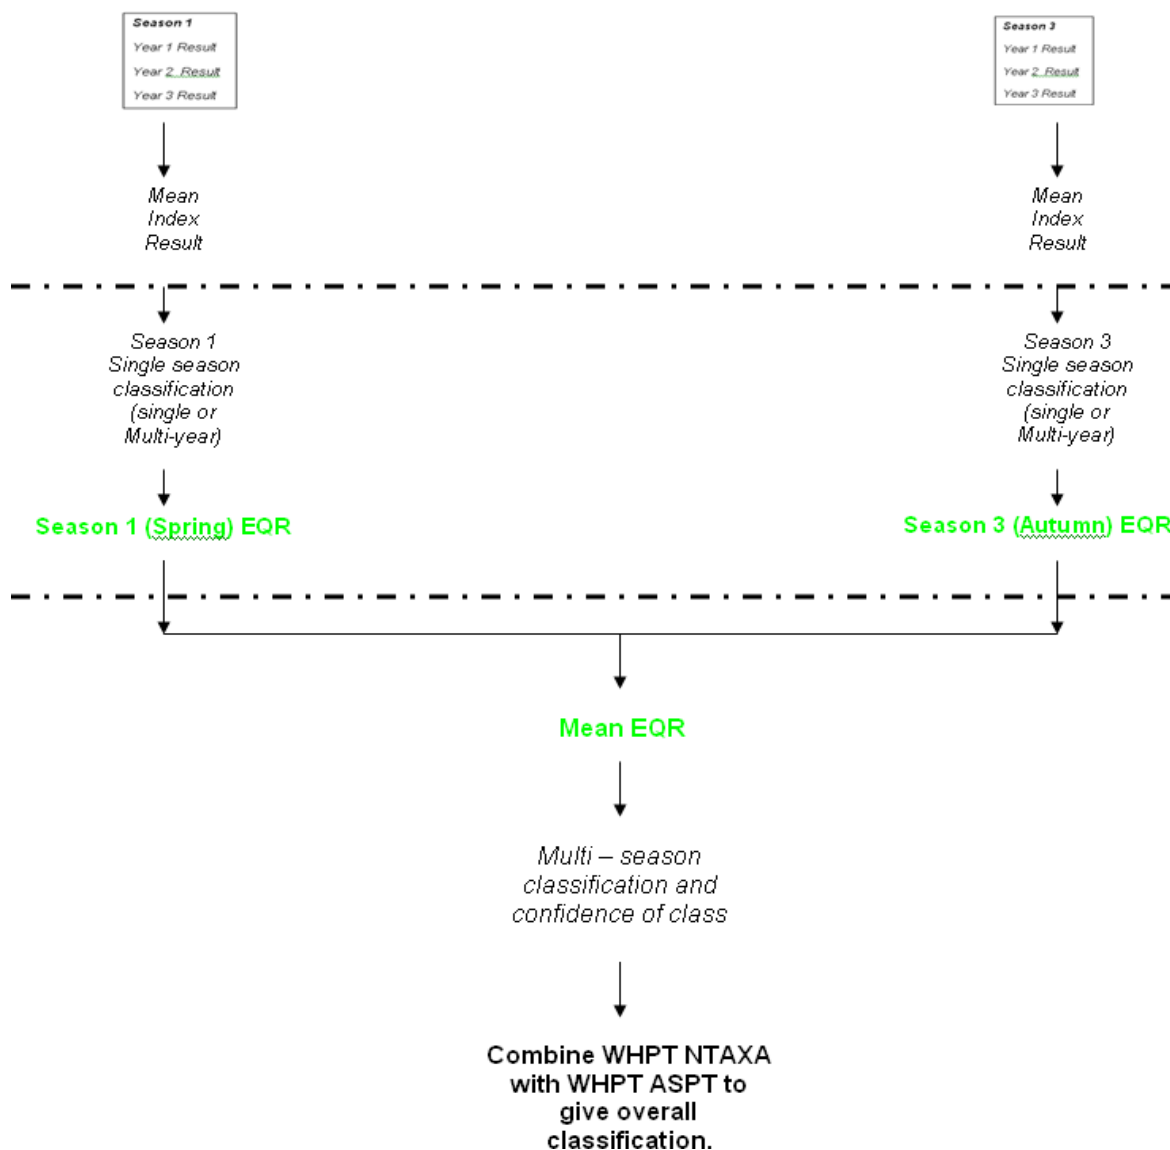 Season 1
Year 1 Result
Year 2 Result
Year 3 Result
Season 3
Year 1 Result
Year 2 Result
Year 3 Result
Mean
Index
Result
Mean
Index
Result
Season 1
Single season
classification
(single or
Multi-year)
Season 3
Single season
classification
(single or
Multi-year)
Season 1 (Spring) EQR
Season 3 (Autumn) EQR
Mean EQR
Multi – season
classification and
confidence of class
Combine WHPT NTAXA
with WHPT ASPT to
give overall
classification.